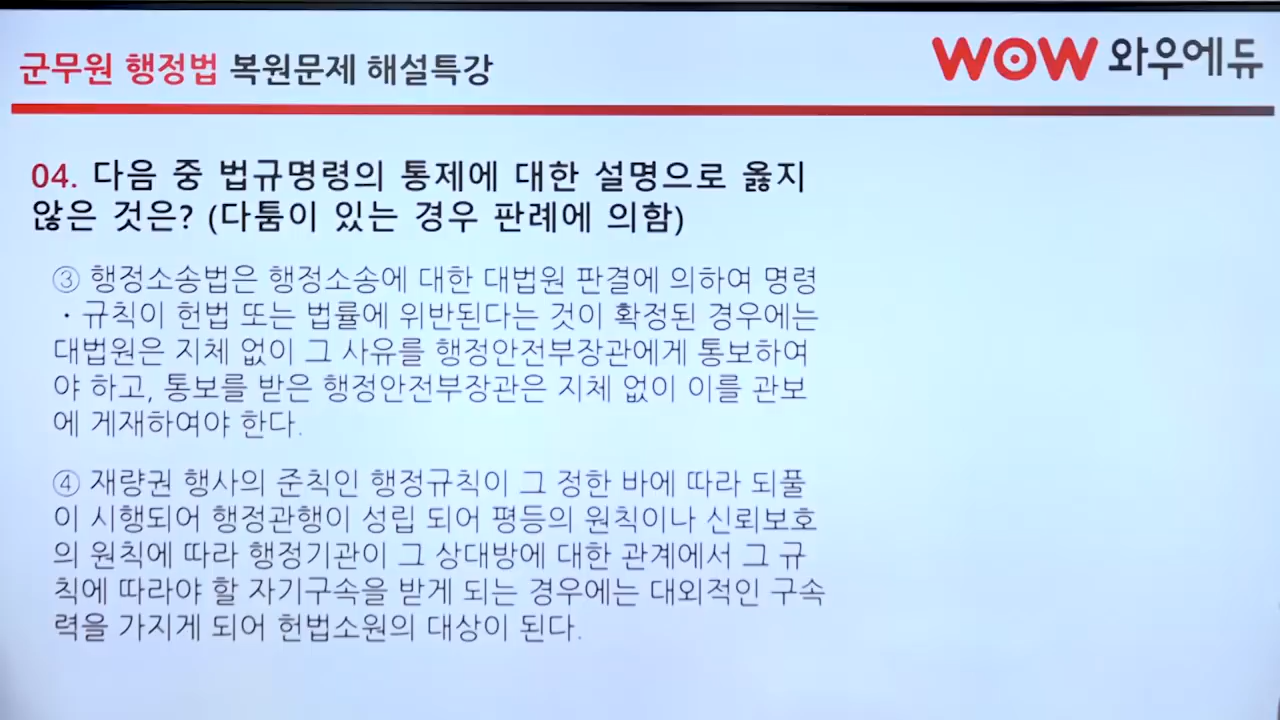 군무원 행정법 복원문제 해설특강
WOW 와우에듀
04. 다음 중 법규명령의 통제에 대한 설명으로 옳지
않은 것은? (다툼이 있는 경우 판례에 의함)
③ 행정소송법은 행정소송에 대한 대법원 판결에 의하여 명령
・규칙이 헌법 또는 법률에 위반된다는 것이 확정된 경우에는
대법원은 지체 없이 그 사유를 행정안전부장관에게 통보하여
야 하고, 통보를 받은 행정안전부장관은 지체 없이 이를 관보
에 게재하여야 한다.
④ 재량권 행사의 준칙인 행정규칙이 그 정한 바에 따라 되풀
이 시행되어 행정관행이 성립 되어 평등의 원칙이나 신뢰보호
의 원칙에 따라 행정기관이 그 상대방에 대한 관계에서 그 규
칙에 따라야 할 자기구속을 받게 되는 경우에는 대외적인 구속
력을 가지게 되어 헌법소원의 대상이 된다.